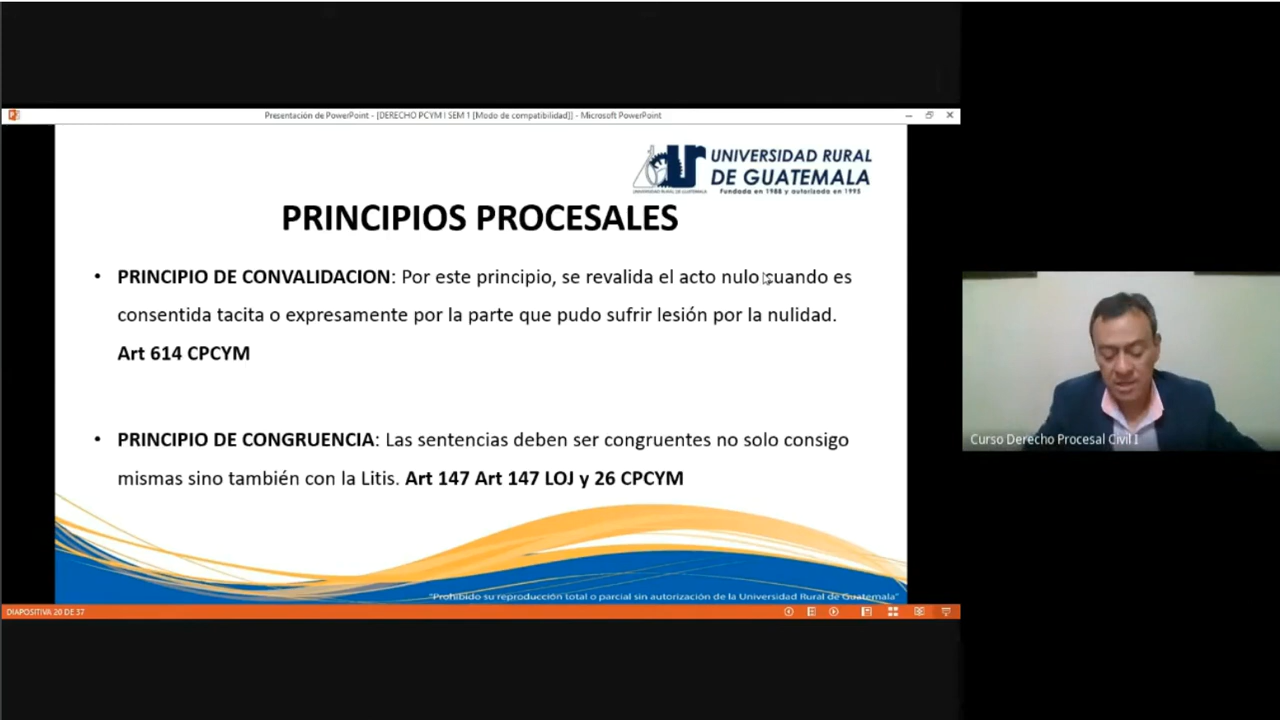 Presentación de PowerPoint - [DERECHO PCYM I SEM 1 [Modo de compatibilidad]] - Microsoft PowerPoint
UNIVERSIDAD RURAL
DE GUATEMALA
Fundada en 1988 y autorizada en 1995
UNIVERSIDAD RURAL DE GUATEMALA
PRINCIPIOS PROCESALES
• PRINCIPIO DE CONVALIDACION: Por este principio, se revalida el acto nulo cuando es
consentida tacita o expresamente por la parte que pudo sufrir lesión por la nulidad.
Art 614 CPCYM
• PRINCIPIO DE CONGRUENCIA: Las sentencias deben ser congruentes no solo consigo
mismas sino también con la Litis. Art 147 Art 147 LOJ y 26 CPCYM
"Prohibido su reproducción total o parcial sin autorización de la Universidad Rural de Guatemala"
DIAPOSITIVA 20 DE 37
Curso Derecho Procesal Civil I